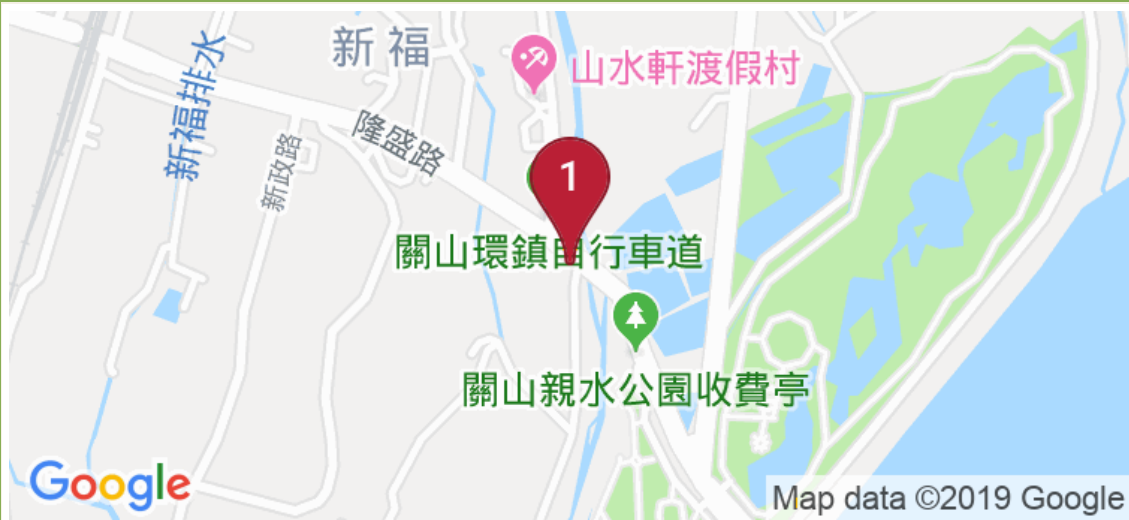 新福
山水軒渡假村
新福排水
隆盛路
新政路
1
關山環鎮自行車道
關山親水公園收費亭
Google
Map data ©2019 Google